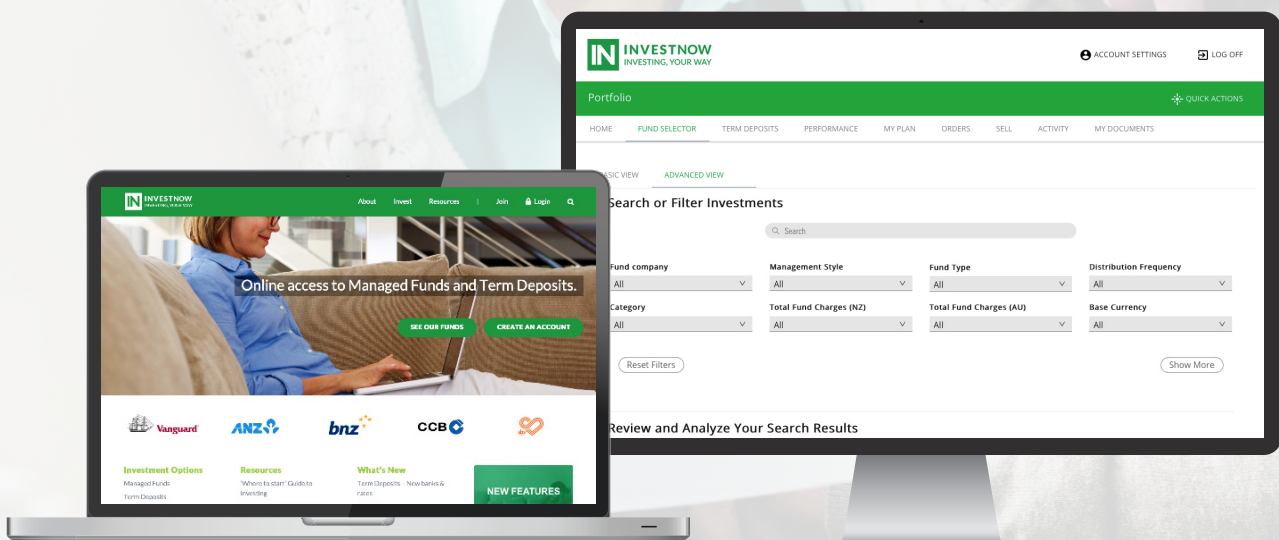 IN INVESTNOW
INVESTING, YOUR WAY
ACCOUNT SETTINGS
LOG OFF
Portfolio
QUICK ACTIONS
HOME FUND SELECTOR TERM DEPOSITS PERFORMANCE MY PLAN ORDERS SELL ACTIVITY MY DOCUMENTS
VIEW ADVANCED VIEW
Search or Filter Investments
Search
Fund company Management Style Fund Type Distribution Frequency
All All All All
Category Total Fund Charges (NZ) Total Fund Charges (AU) Base Currency
All All All All
Reset Filters Show More
Review and Analyze Your Search Results
IN INVESTNOW
INVESTING, YOUR WAY
About Invest Resources | Join Login
Online access to Managed Funds and Term Deposits.
SEE OUR FUNDS CREATE AN ACCOUNT
Vanguard ANZ bnz CCB
Investment Options Resources What's New
Managed Funds 'Where to start' Guide to Term Deposits - New banks &
Term Deposits Investing rates
NEW FEATURES